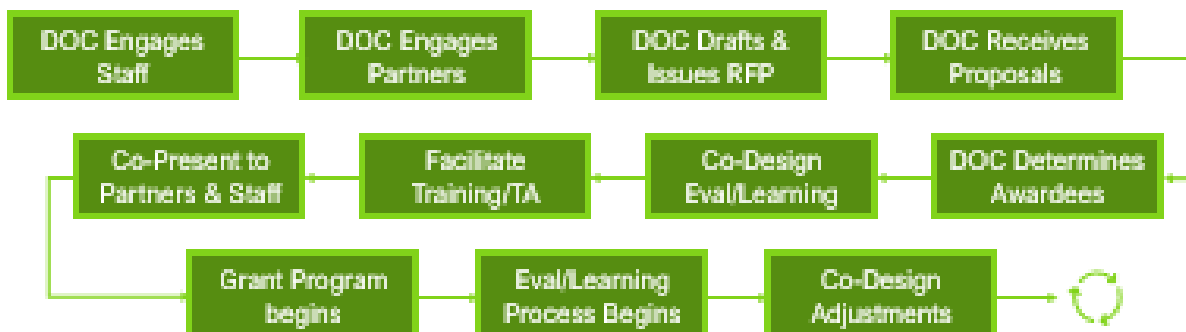 DOC Engages
Staff
DOC Engages
Partners
DOC Drafts &
Issues RFP
DOC Receives
Proposals
DOC Determines
Awardees
Co-Design
Eval/Learning
Facilitate
Training/TA
Co-Present to
Partners & Staff
Grant Program
begins
Eval/Learning
Process Begins
Co-Design
Adjustments